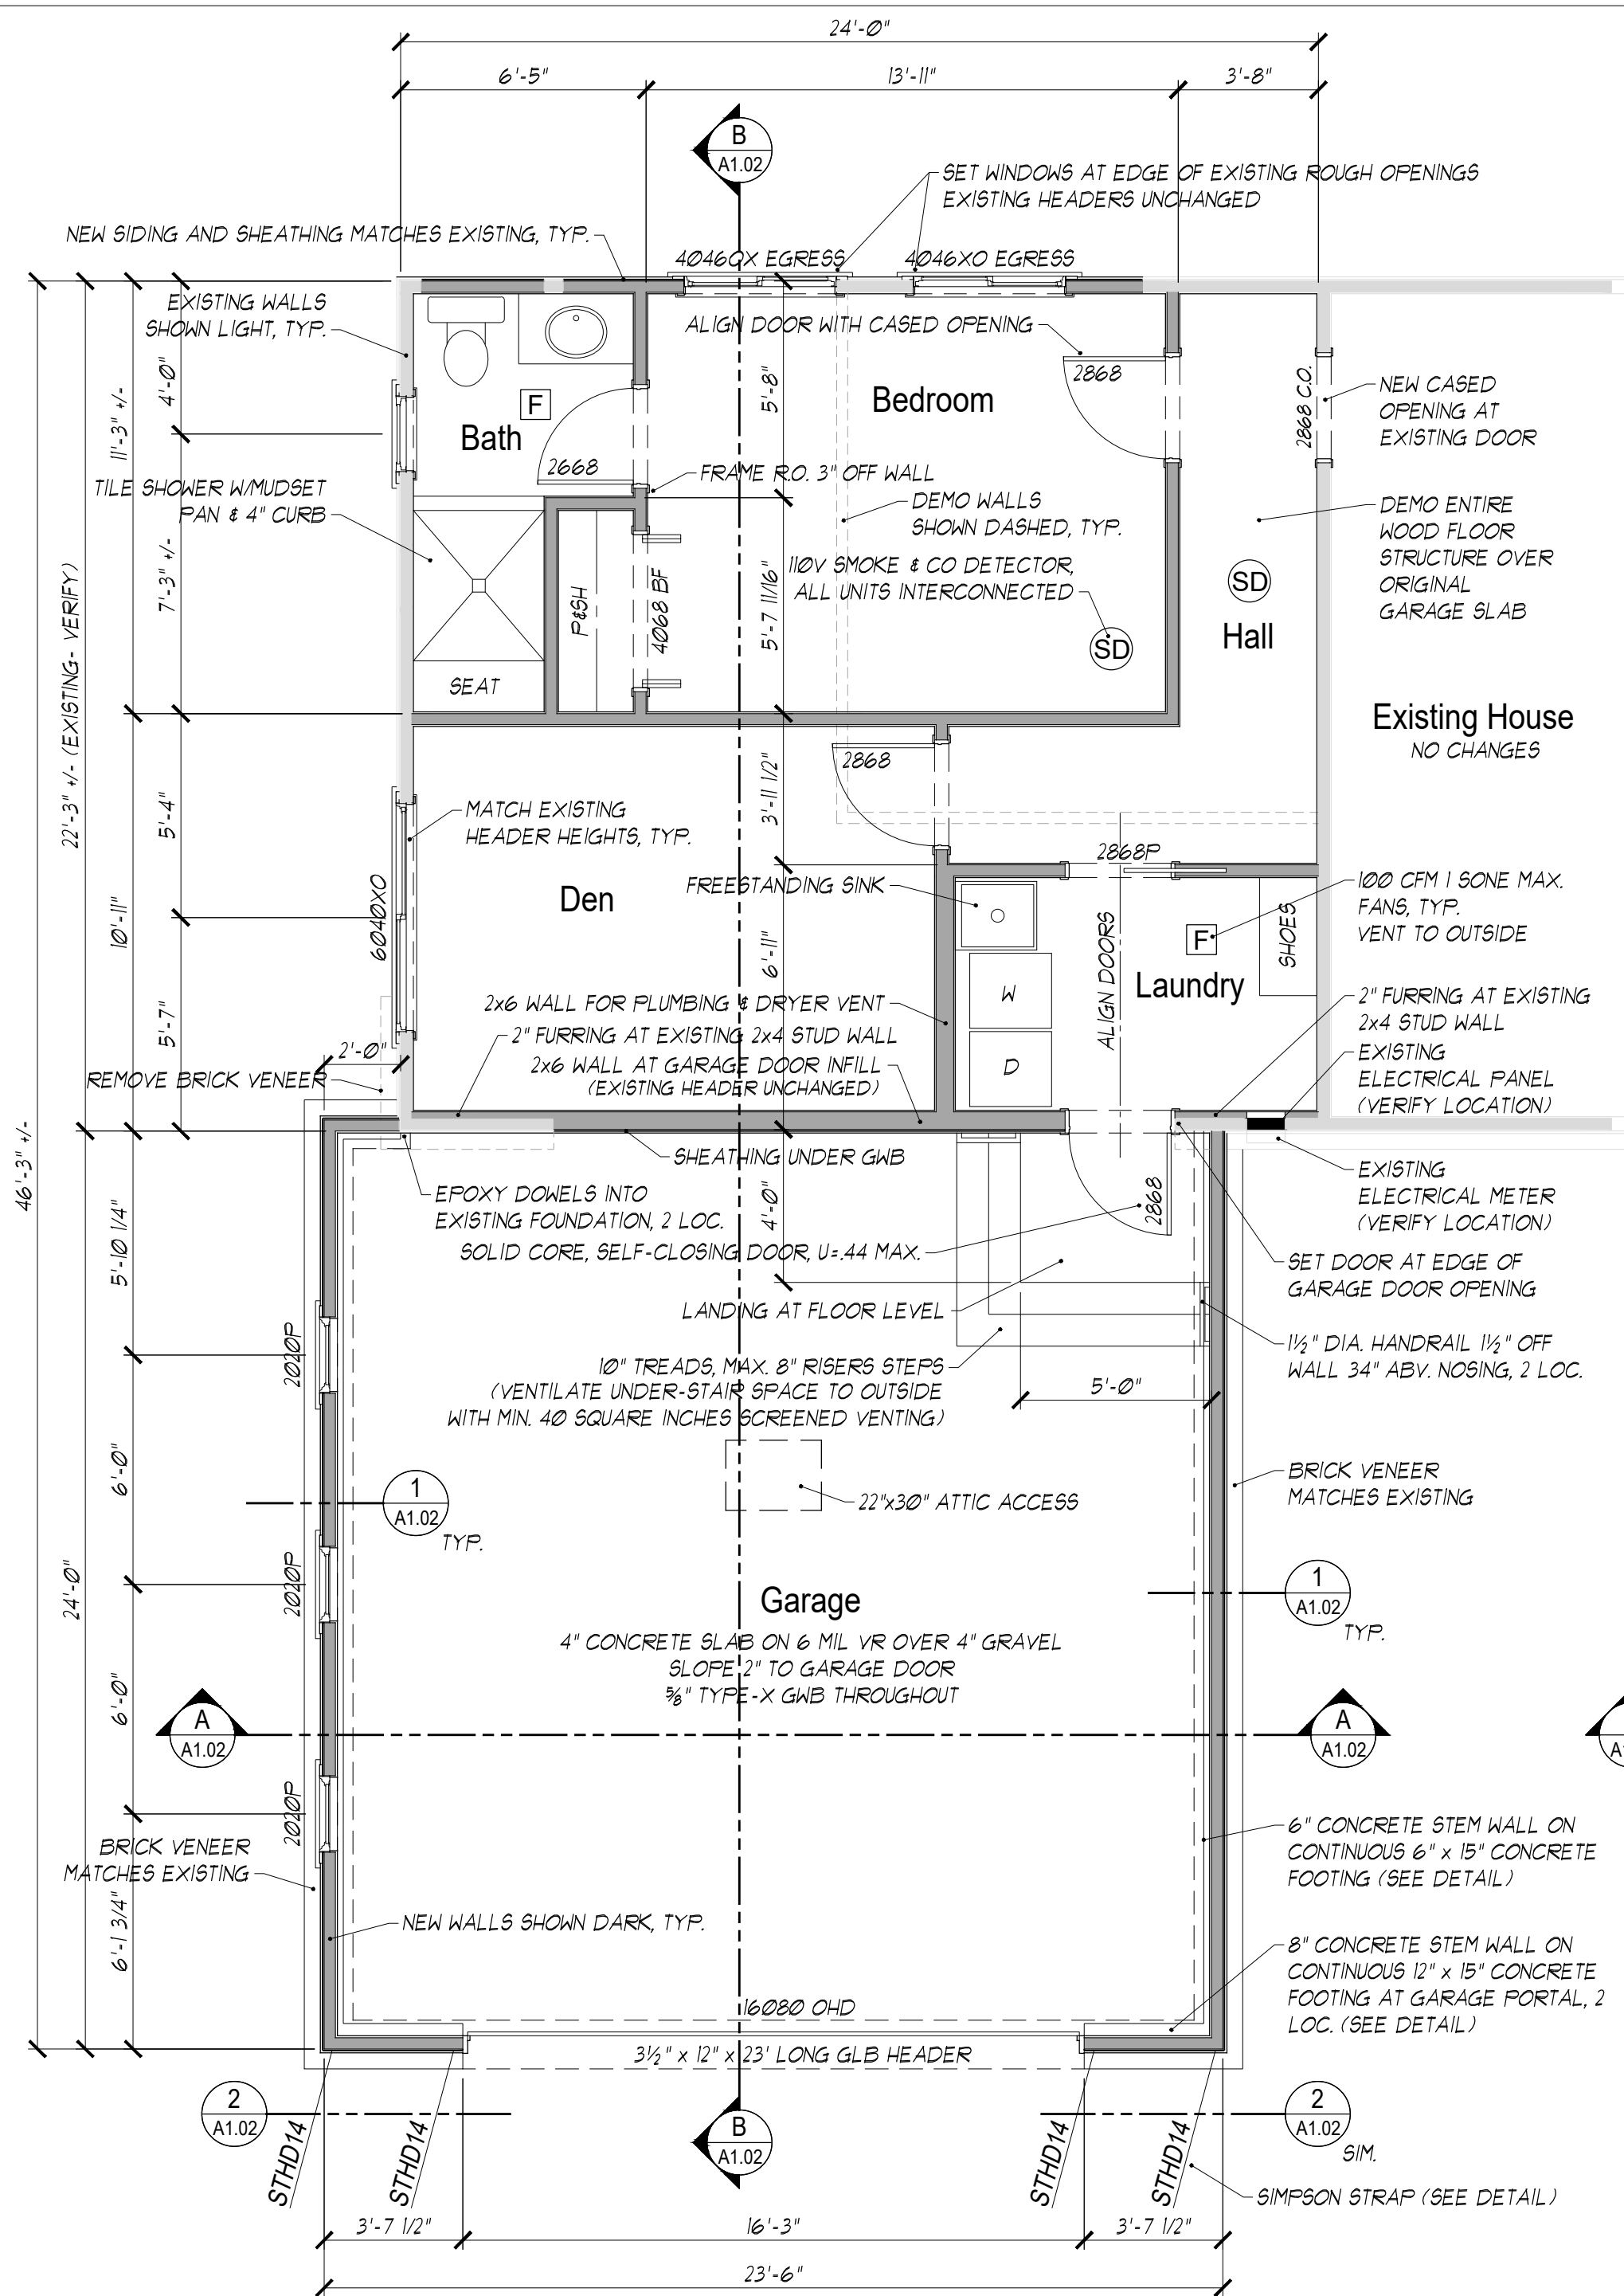 24'-0"
6'-5"
13'-11"
3'-8"
B
A1.02
SET WINDOWS AT EDGE OF EXISTING ROUGH OPENINGS
EXISTING HEADERS UNCHANGED
NEW SIDING AND SHEATHING MATCHES EXISTING, TYP.
4046OX EGRESS
4046XO EGRESS
EXISTING WALLS
SHOWN LIGHT, TYP.
ALIGN DOOR WITH CASED OPENING
4'-0"
11'-3" +/-
5'-8"
2868
Bedroom
F
Bath
2868 C.O.
NEW CASED
OPENING AT
EXISTING DOOR
2668
FRAME R.O. 3" OFF WALL
TILE SHOWER W/MUDSET
PAN & 4" CURB
DEMO WALLS
SHOWN DASHED, TYP.
DEMO ENTIRE
WOOD FLOOR
STRUCTURE OVER
ORIGINAL
GARAGE SLAB
7'-3" +/-
22'-3" +/- (EXISTING- VERIFY)
P&SH
4068 BF
5'-7 11/16"
110V SMOKE & CO DETECTOR,
ALL UNITS INTERCONNECTED
SD
SD
Hall
SEAT
Existing House
NO CHANGES
2868
3'-11 1/2"
5'-4"
MATCH EXISTING
HEADER HEIGHTS, TYP.
2868P
FREESTANDING SINK
Den
6040XO
10'-11"
6'-11"
ALIGN DOORS
F
SHOES
100 CFM 1 SONE MAX.
FANS, TYP.
VENT TO OUTSIDE
W
Laundry
2x6 WALL FOR PLUMBING & DRYER VENT
2" FURRING AT EXISTING 2x4 STUD WALL
2x6 WALL AT GARAGE DOOR INFILL
(EXISTING HEADER UNCHANGED)
D
5'-7"
2'-0"
2" FURRING AT EXISTING
2x4 STUD WALL
EXISTING
ELECTRICAL PANEL
(VERIFY LOCATION)
REMOVE BRICK VENEER
46'-3" +/-
SHEATHING UNDER GWB
EPOXY DOWELS INTO
EXISTING FOUNDATION, 2 LOC.
4'-0"
2868
EXISTING
ELECTRICAL METER
(VERIFY LOCATION)
5'-10 1/4"
SOLID CORE, SELF-CLOSING DOOR, U=.44 MAX.
SET DOOR AT EDGE OF
GARAGE DOOR OPENING
LANDING AT FLOOR LEVEL
2020P
10" TREADS, MAX. 8" RISERS STEPS
(VENTILATE UNDER-STAIR SPACE TO OUTSIDE
WITH MIN. 40 SQUARE INCHES SCREENED VENTING)
5'-0"
1½" DIA. HANDRAIL 1½" OFF
WALL 34" ABV. NOSING, 2 LOC.
6'-0"
1
A1.02
TYP.
22"x30" ATTIC ACCESS
BRICK VENEER
MATCHES EXISTING
24'-0"
2020P
Garage
4" CONCRETE SLAB ON 6 MIL VR OVER 4" GRAVEL
SLOPE 2" TO GARAGE DOOR
⅝" TYPE-X GWB THROUGHOUT
1
A1.02
TYP.
6'-0"
A
A1.02
A
A1.02
2020P
BRICK VENEER
MATCHES EXISTING
6'-1 3/4"
NEW WALLS SHOWN DARK, TYP.
6" CONCRETE STEM WALL ON
CONTINUOUS 6" x 15" CONCRETE
FOOTING (SEE DETAIL)
8" CONCRETE STEM WALL ON
CONTINUOUS 12" x 15" CONCRETE
FOOTING AT GARAGE PORTAL, 2
LOC. (SEE DETAIL)
16080 OHD
3½" x 12" x 23' LONG GLB HEADER
2
A1.02
STHD14
STHD14
B
A1.02
STHD14
STHD14
2
A1.02
SIM.
SIMPSON STRAP (SEE DETAIL)
3'-7 1/2"
16'-3"
3'-7 1/2"
23'-6"